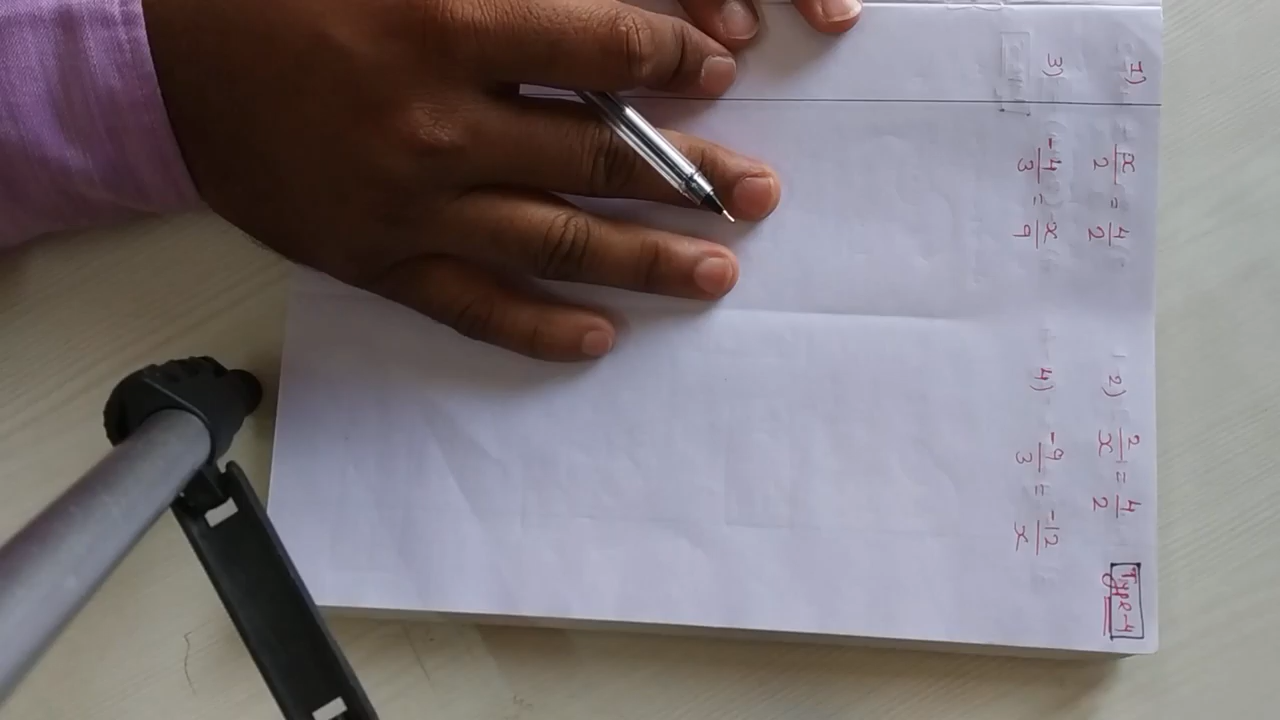 1) x/2 = 4/2 2) 2/x = 4/2 Type-4
3) -4/3 = x/9 4) -9/3 = -12/x